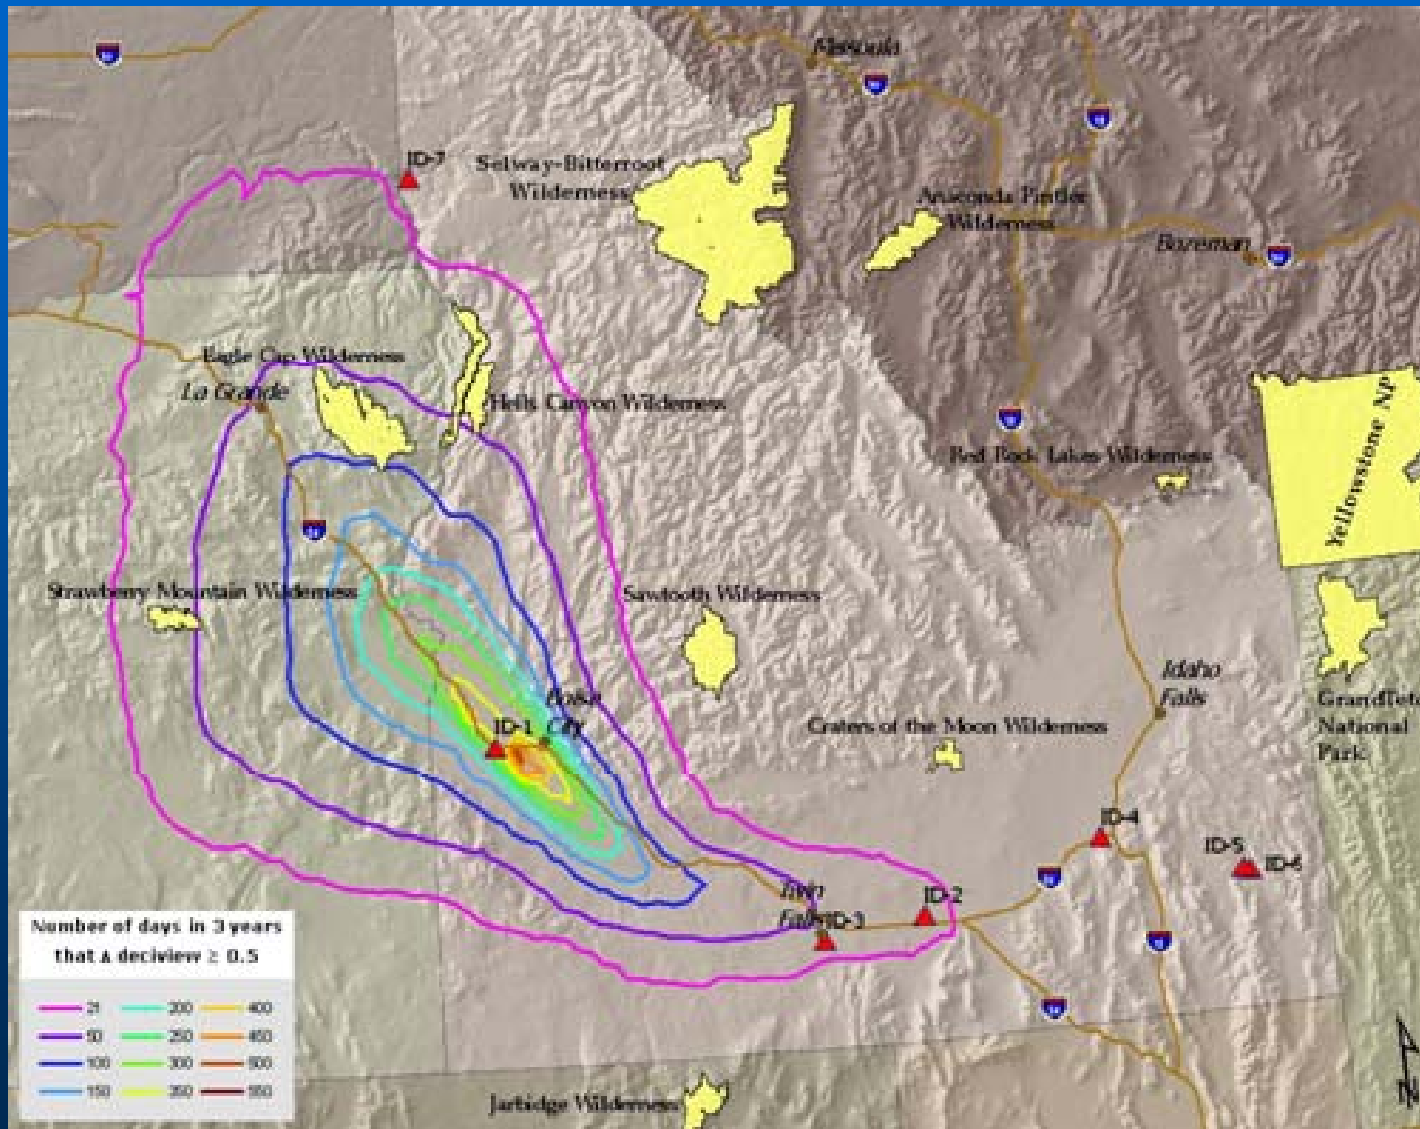 Missoula
ID-7
Selway-Bitterroot
Wilderness
Anaconda Pintler
Wilderness
Bozeman
Eagle Cap Wilderness
La Grande
Hells Canyon Wilderness
Red Rock Lakes Wilderness
Yellowstone NP
Strawberry Mountain Wilderness
Sawtooth Wilderness
Idaho
Falls
Boise
City
ID-1
Craters of the Moon Wilderness
GrandTet
National
Park
ID-4
ID-5
ID-6
Twin
Falls
ID-2
ID-3
Number of days in 3 years
that Δ deciview ≥ 0.5
21 200 400
50 250 450
100 300 500
150 350 550
Jarbidge Wilderness